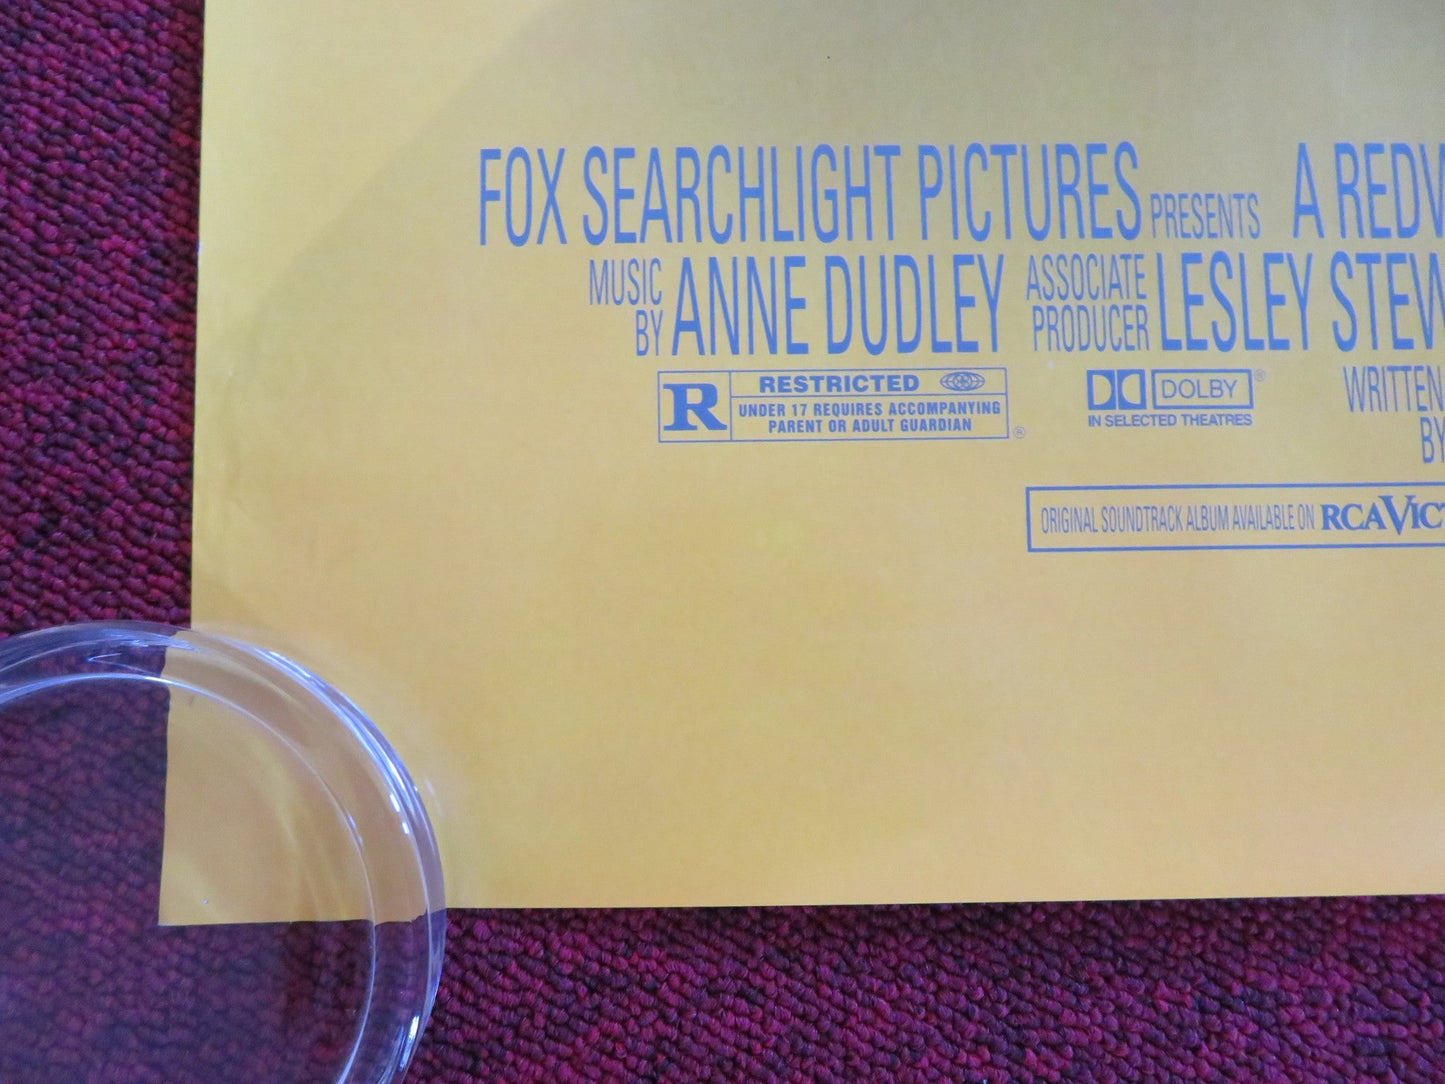 FOX SEARCHLIGHT PICTURES PRESENTS A REDW
MUSIC BY ANNE DUDLEY ASSOCIATE PRODUCER LESLEY STEW
R RESTRICTED
UNDER 17 REQUIRES ACCOMPANYING
PARENT OR ADULT GUARDIAN ®
DOLBY ®
IN SELECTED THEATRES
WRITTEN
BY
ORIGINAL SOUNDTRACK ALBUM AVAILABLE ON RCA VICT